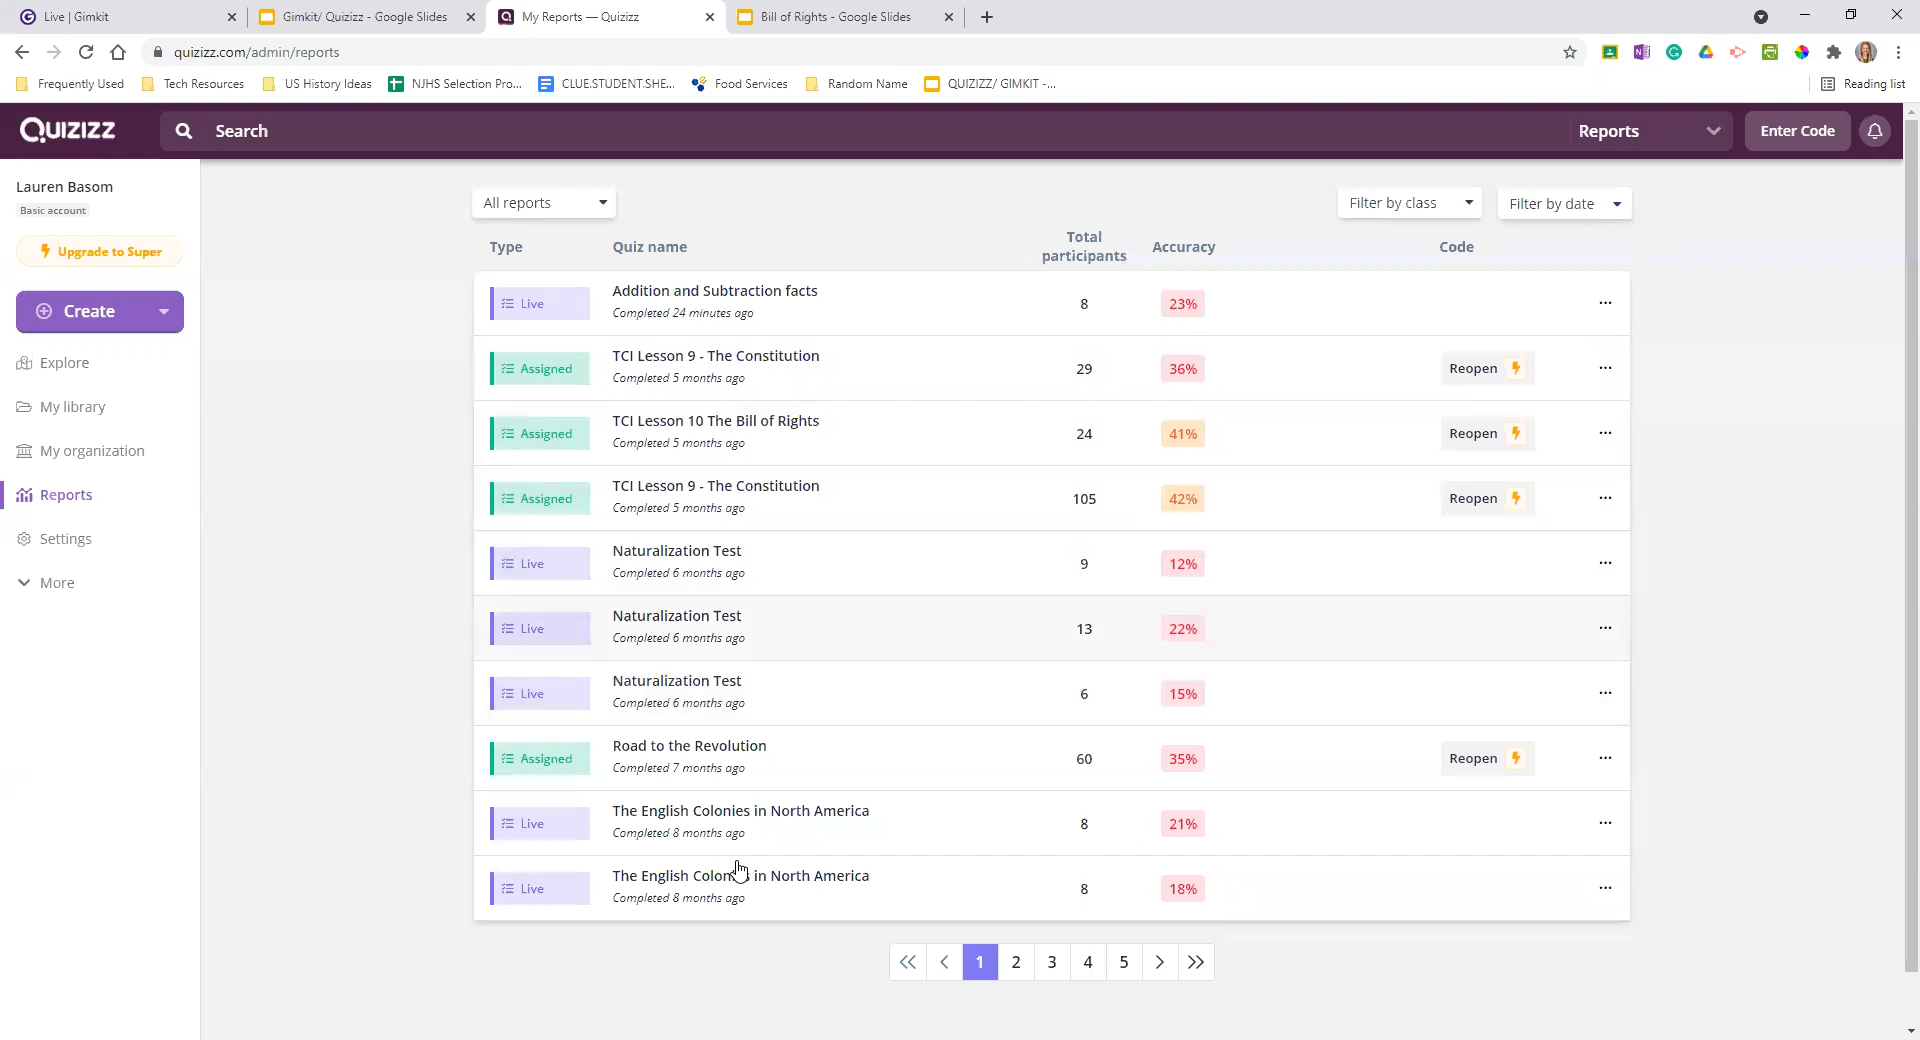 Live | Gimkit
Gimkit/ Quizizz - Google Slides
My Reports — Quizizz
Bill of Rights - Google Slides
quizizz.com/admin/reports
Frequently Used
Tech Resources
US History Ideas
NJHS Selection Pro...
CLUE.STUDENT.SHE...
Food Services
Random Name
QUIZIZZ/ GIMKIT -...
Reading list
QUIZIZZ
Search
Reports
Enter Code
Lauren Basom
Basic account
Upgrade to Super
Create
Explore
My library
My organization
Reports
Settings
More
All reports
Filter by class
Filter by date
Type
Quiz name
Total
participants
Accuracy
Code
Live
Addition and Subtraction facts
Completed 24 minutes ago
8
23%
Assigned
TCI Lesson 9 - The Constitution
Completed 5 months ago
29
36%
Reopen
Assigned
TCI Lesson 10 The Bill of Rights
Completed 5 months ago
24
41%
Reopen
Assigned
TCI Lesson 9 - The Constitution
Completed 5 months ago
105
42%
Reopen
Live
Naturalization Test
Completed 6 months ago
9
12%
Live
Naturalization Test
Completed 6 months ago
13
22%
Live
Naturalization Test
Completed 6 months ago
6
15%
Assigned
Road to the Revolution
Completed 7 months ago
60
35%
Reopen
Live
The English Colonies in North America
Completed 8 months ago
8
21%
Live
The English Colonies in North America
Completed 8 months ago
8
18%
1
2
3
4
5